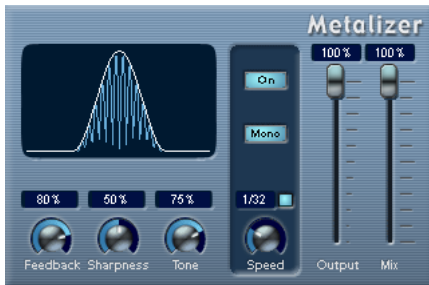 Metalizer
100%
100%
On
Mono
80%
50%
75%
1/32
Feedback
Sharpness
Tone
Speed
Output
Mix